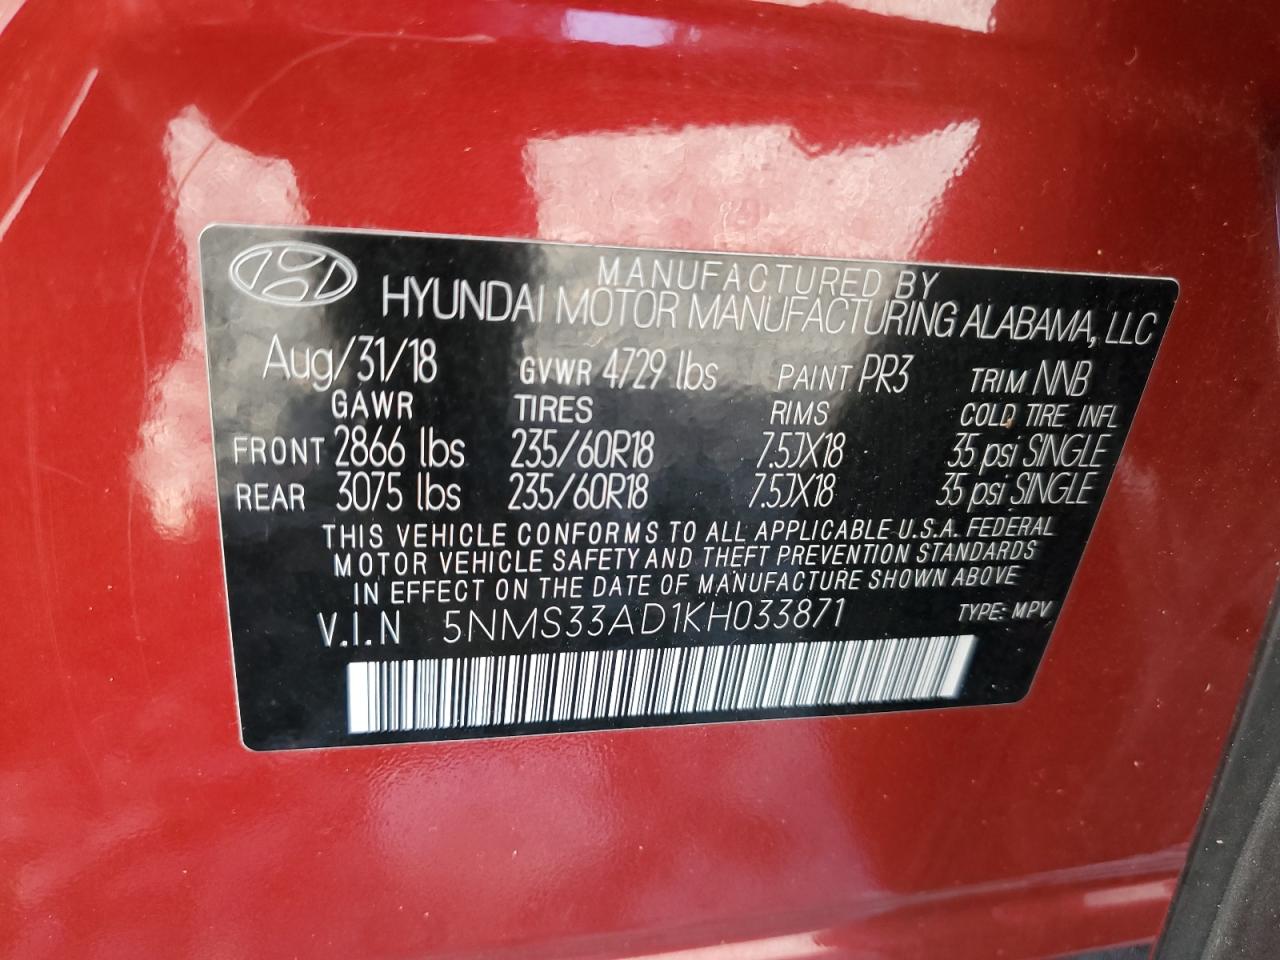 MANUFACTURED BY
HYUNDAI MOTOR MANUFACTURING ALABAMA, LLC
Aug/31/18 GVWR 4729 lbs PAINT PR3 TRIM NNB
GAWR TIRES RIMS COLD TIRE INFL
FRONT 2866 lbs 235/60R18 7.5JX18 35 psi SINGLE
REAR 3075 lbs 235/60R18 7.5JX18 35 psi SINGLE
THIS VEHICLE CONFORMS TO ALL APPLICABLE U.S.A. FEDERAL
MOTOR VEHICLE SAFETY AND THEFT PREVENTION STANDARDS
IN EFFECT ON THE DATE OF MANUFACTURE SHOWN ABOVE
V.I.N 5NMS33AD1KH033871 TYPE: MPV